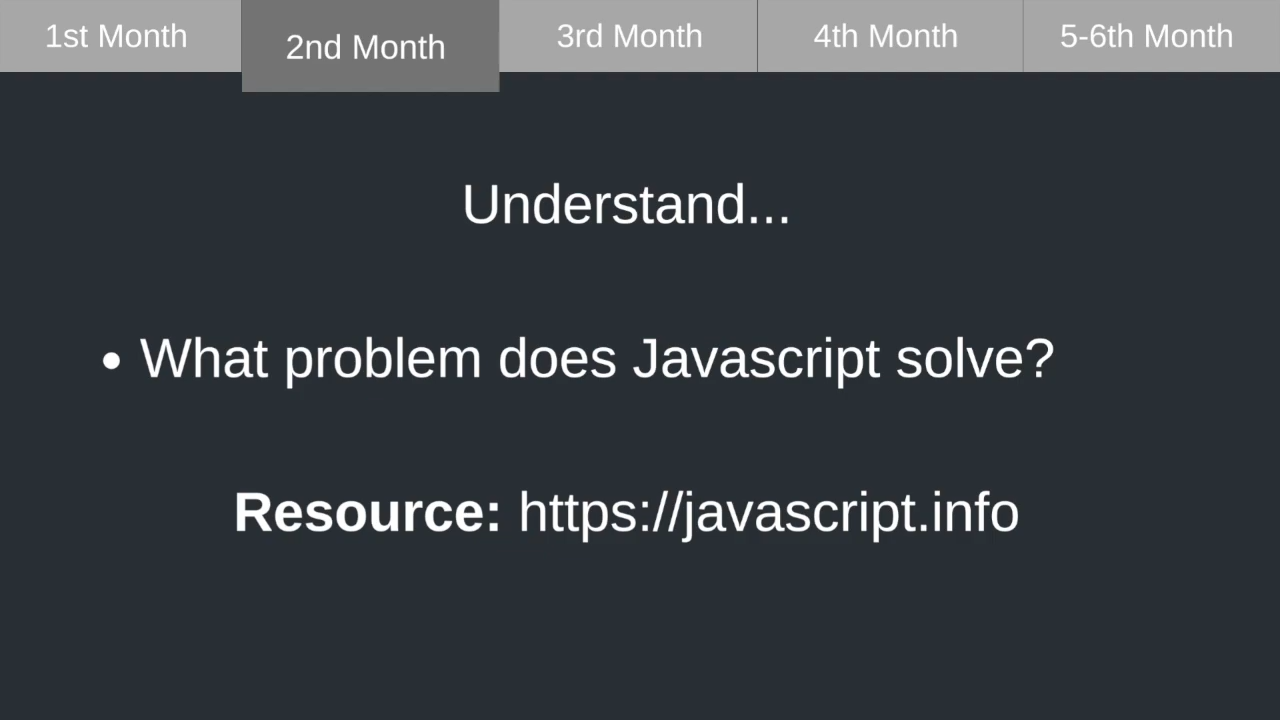 1st Month
2nd Month
3rd Month
4th Month
5-6th Month
Understand...
• What problem does Javascript solve?
Resource: https://javascript.info